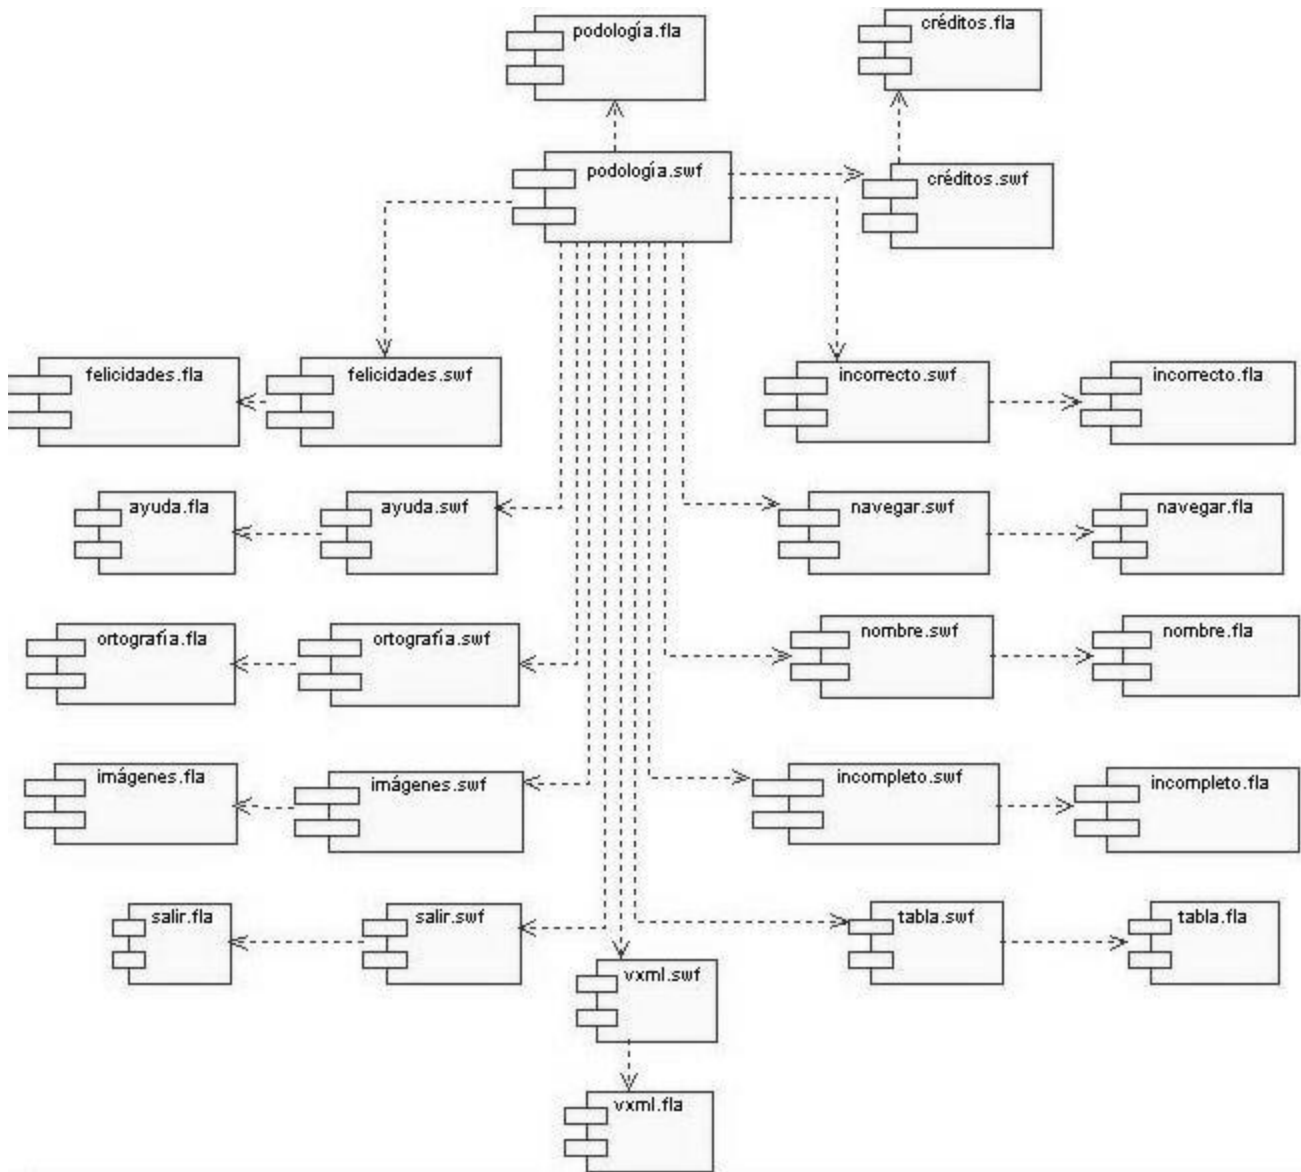 podología.fla
créditos.fla
podología.swf
créditos.swf
felicidades.fla
felicidades.swf
incorrecto.swf
incorrecto.fla
ayuda.fla
ayuda.swf
navegar.swf
navegar.fla
ortografía.fla
ortografía.swf
nombre.swf
nombre.fla
imágenes.fla
imágenes.swf
incompleto.swf
incompleto.fla
salir.fla
salir.swf
tabla.swf
tabla.fla
vxml.swf
vxml.fla